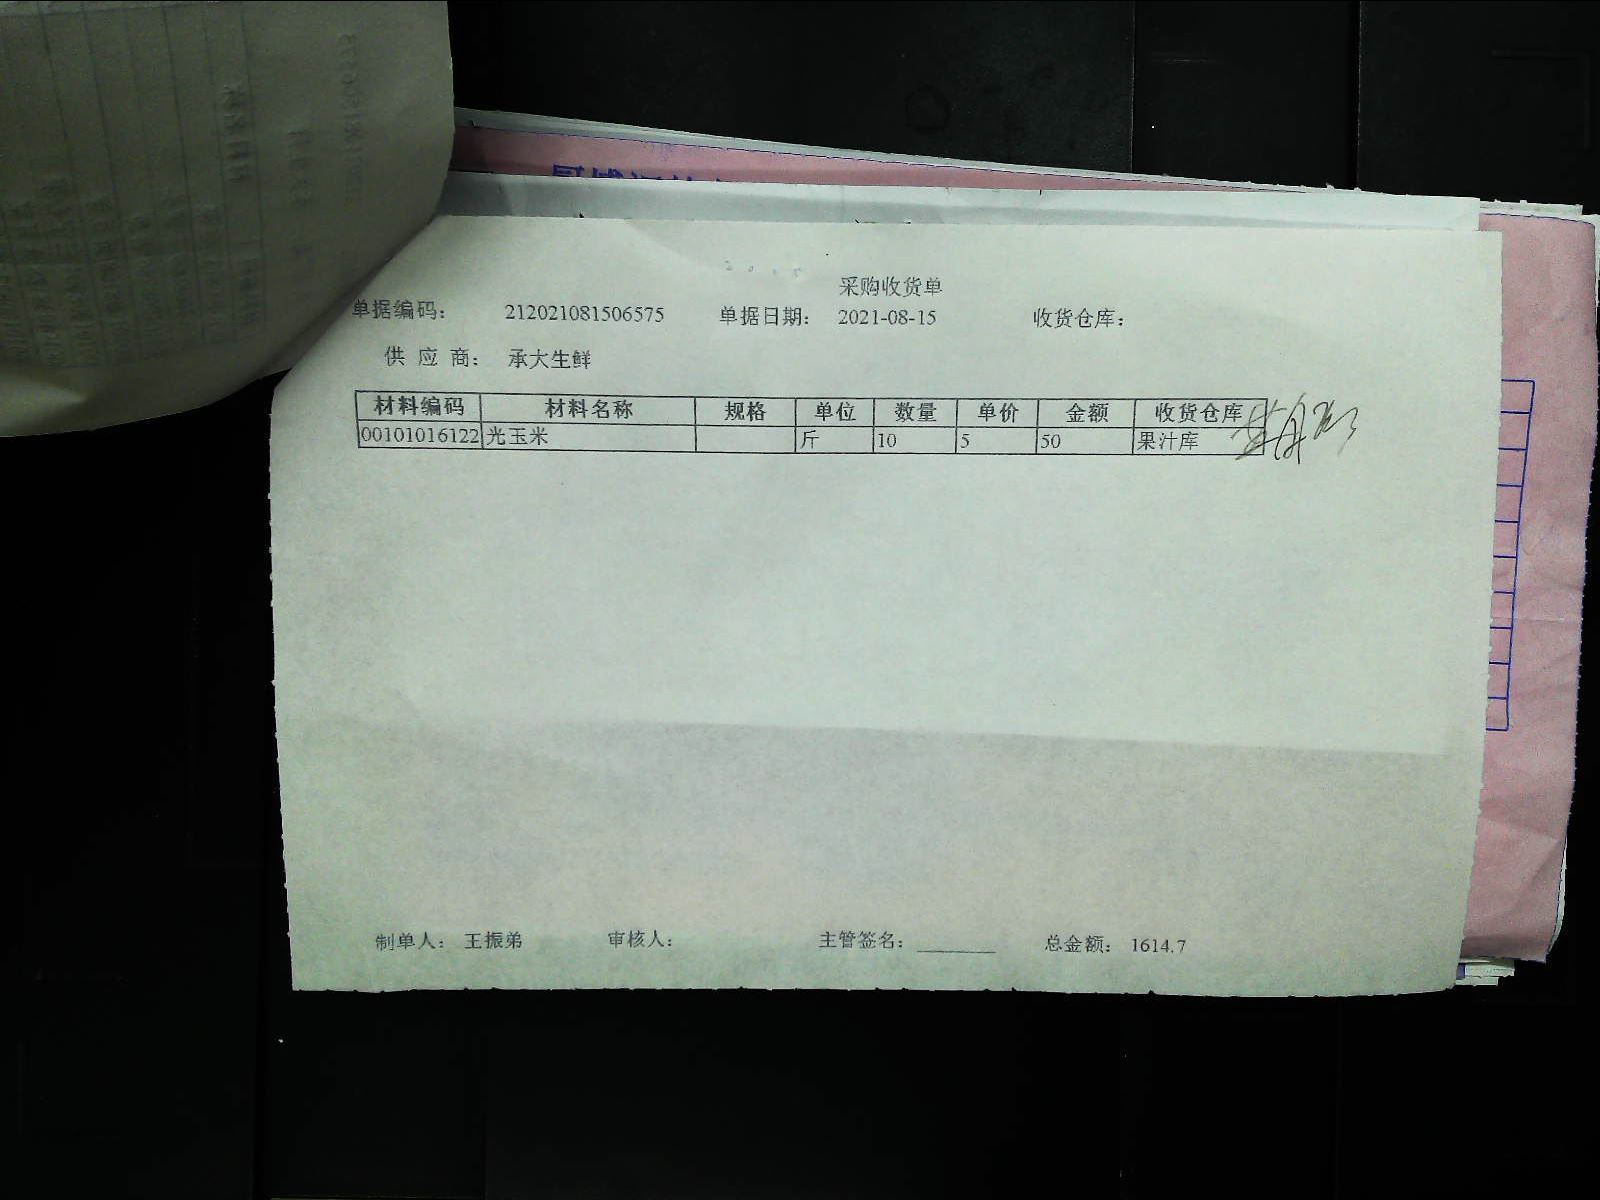 采购收货单
单据编码： 212021081506575 单据日期： 2021-08-15 收货仓库：
供 应 商： 承大生鲜
材料编码 材料名称 规格 单位 数量 单价 金额 收货仓库
00101016122 光玉米 斤 10 5 50 果汁库
制单人： 王振弟 审核人： 主管签名： 总金额： 1614.7